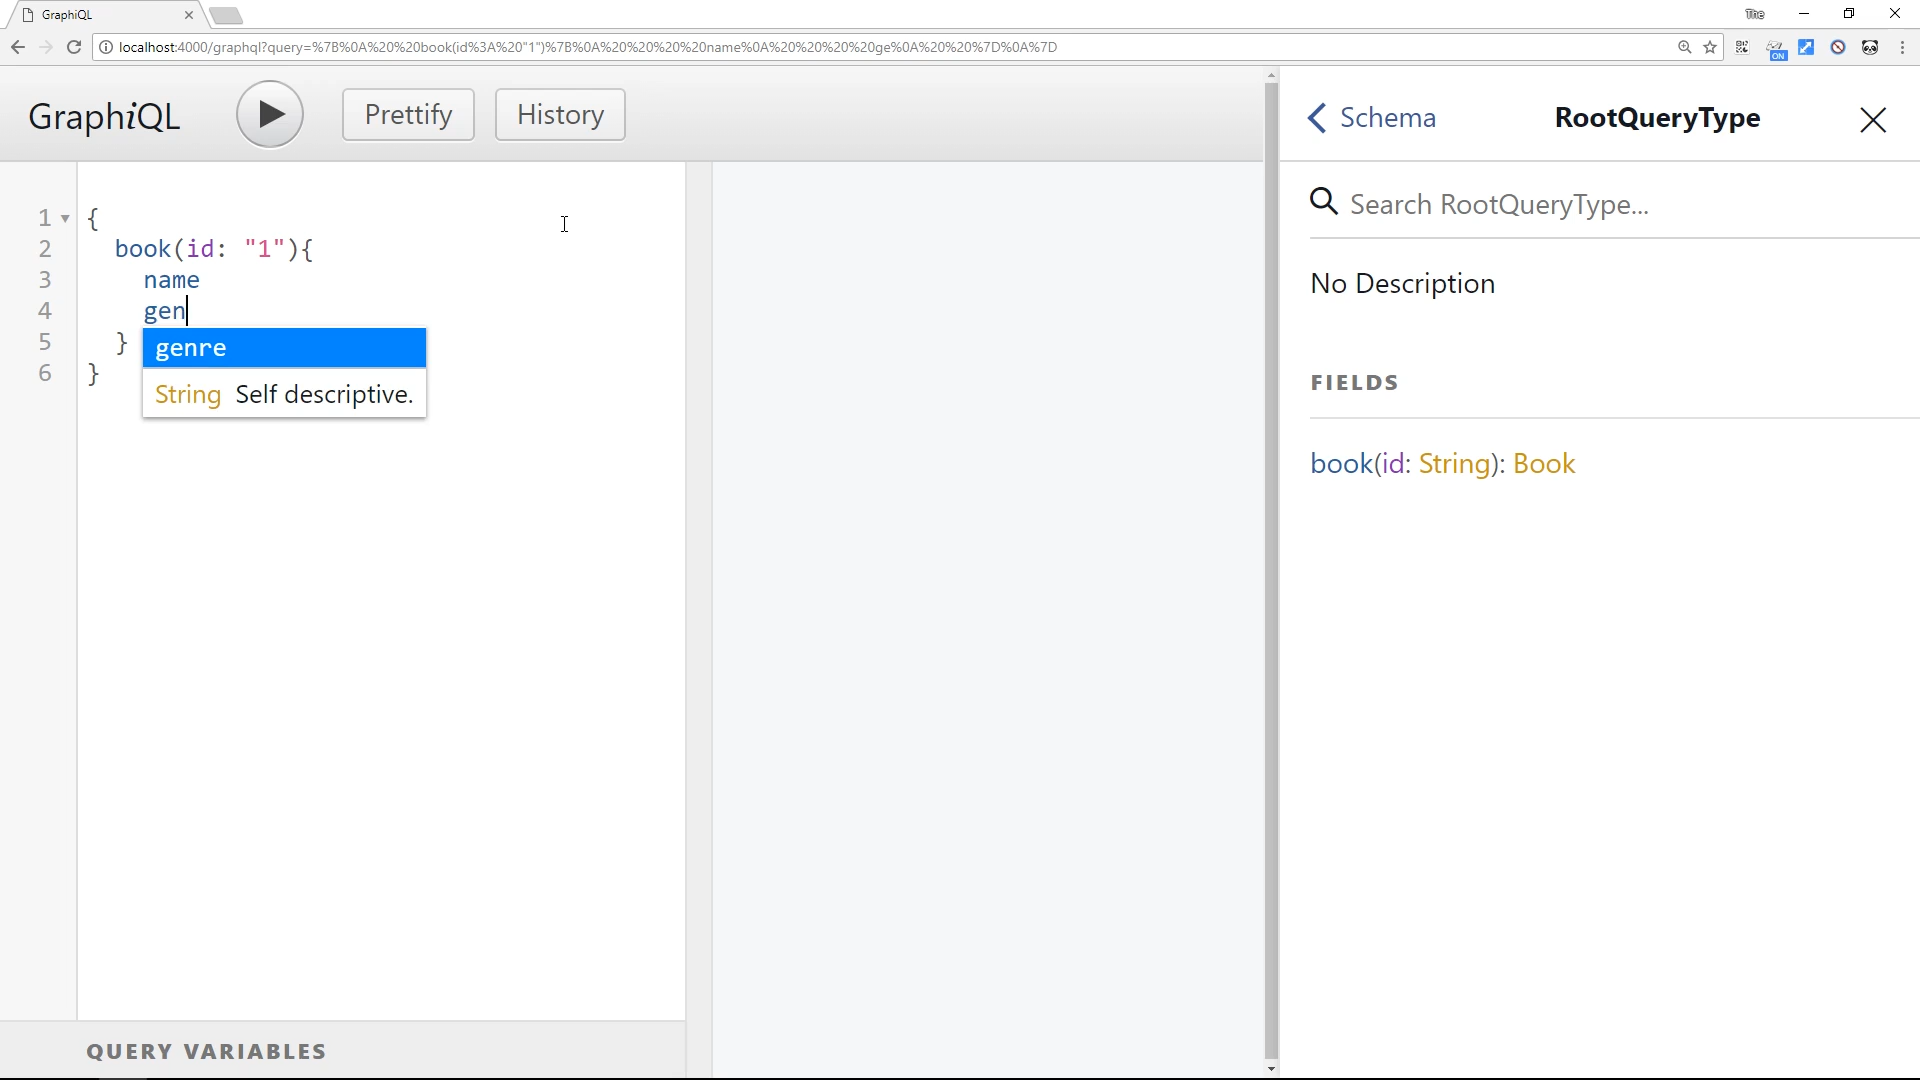 GraphiQL
The
localhost:4000/graphql?query=%7B%0A%20%20book(id%3A%20"1")%7B%0A%20%20%20%20name%0A%20%20%20%20ge%0A%20%20%7D%0A%7D
ON
GraphiQL
Prettify
History
Schema
RootQueryType
Search RootQueryType...
No Description
FIELDS
book(id: String): Book
1 {
2 book(id: "1"){
3 name
4 gen
5 }
6 }
genre
String Self descriptive.
QUERY VARIABLES